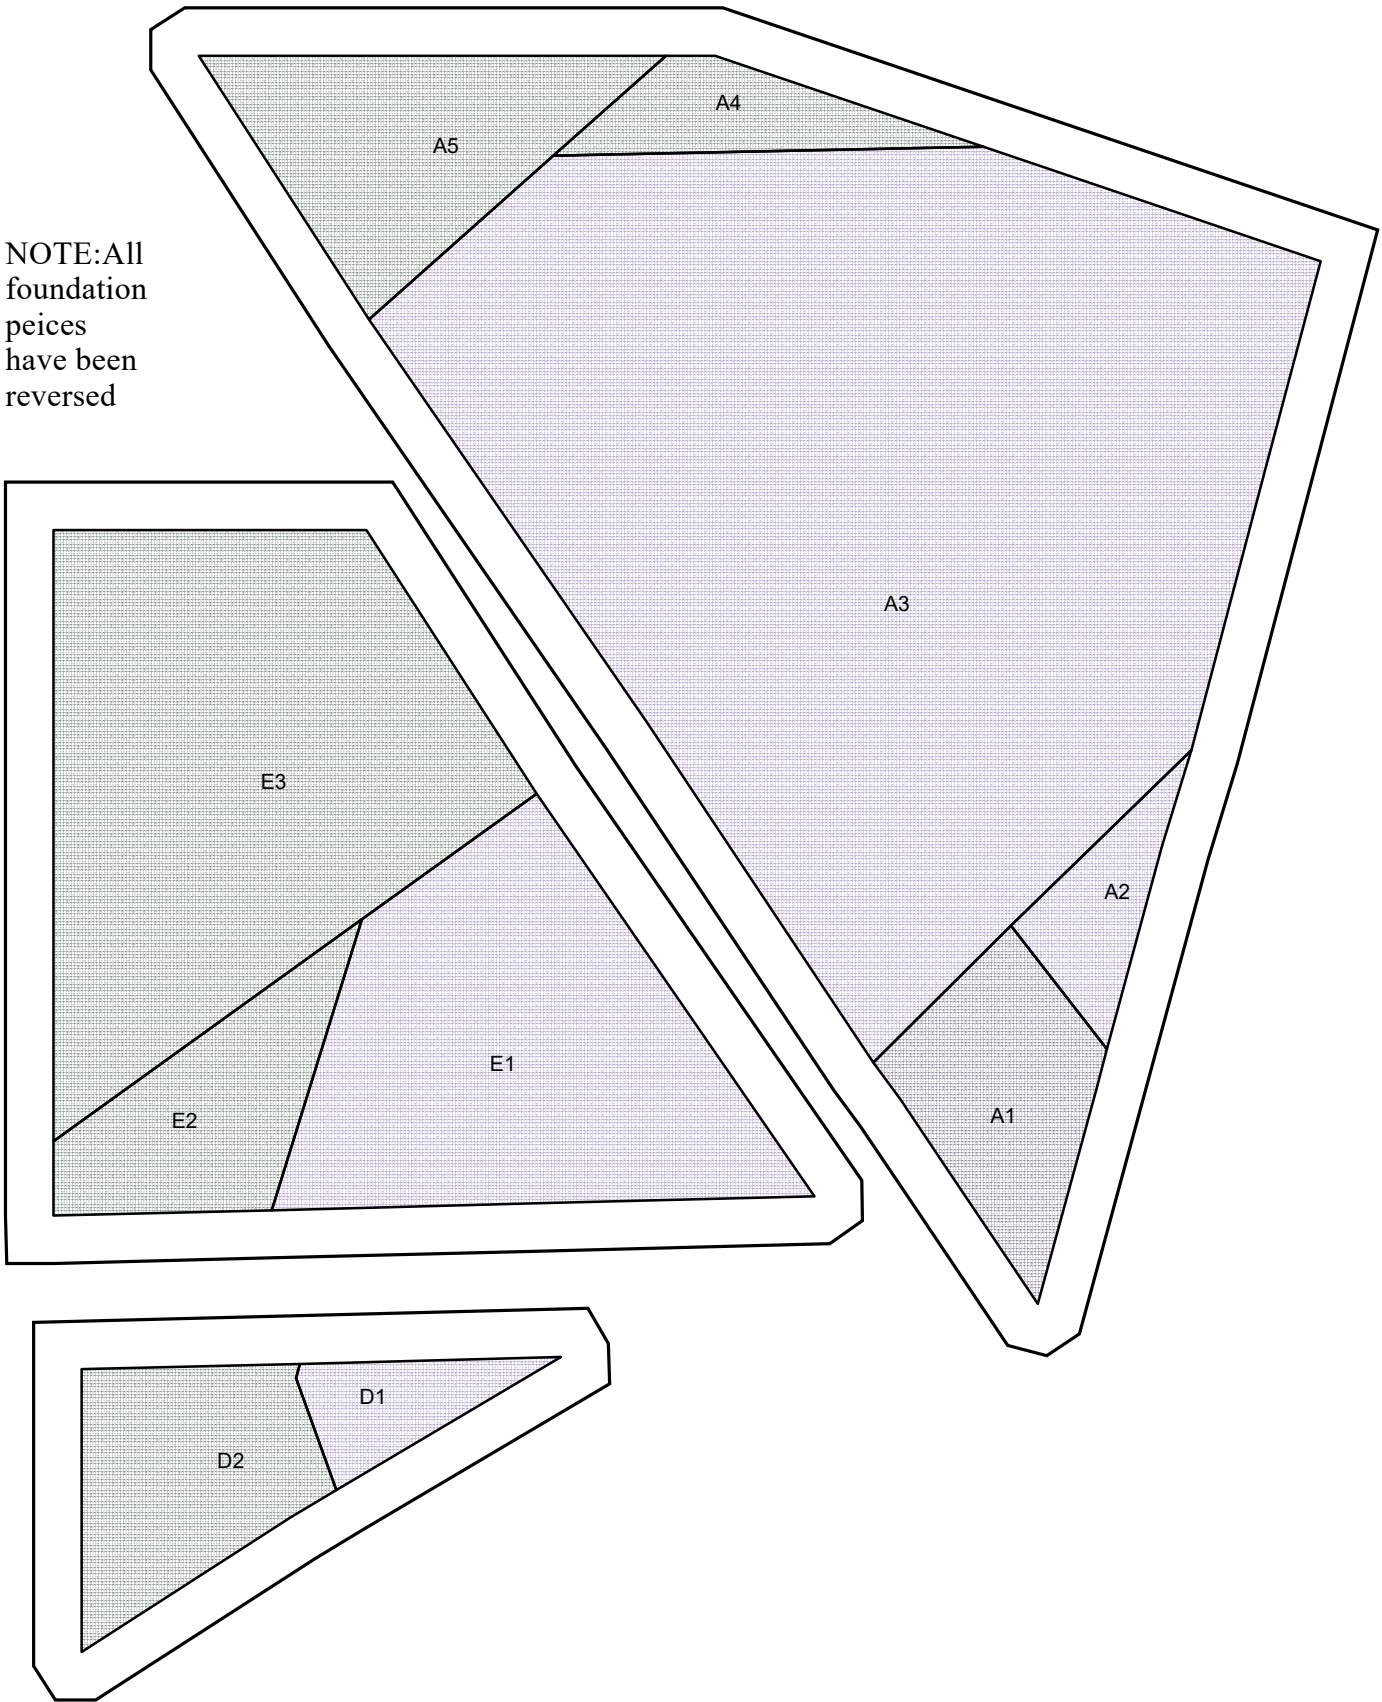 A4
A5
NOTE:All
foundation
peices
have been
reversed
A3
E3
A2
E1
A1
E2
D1
D2